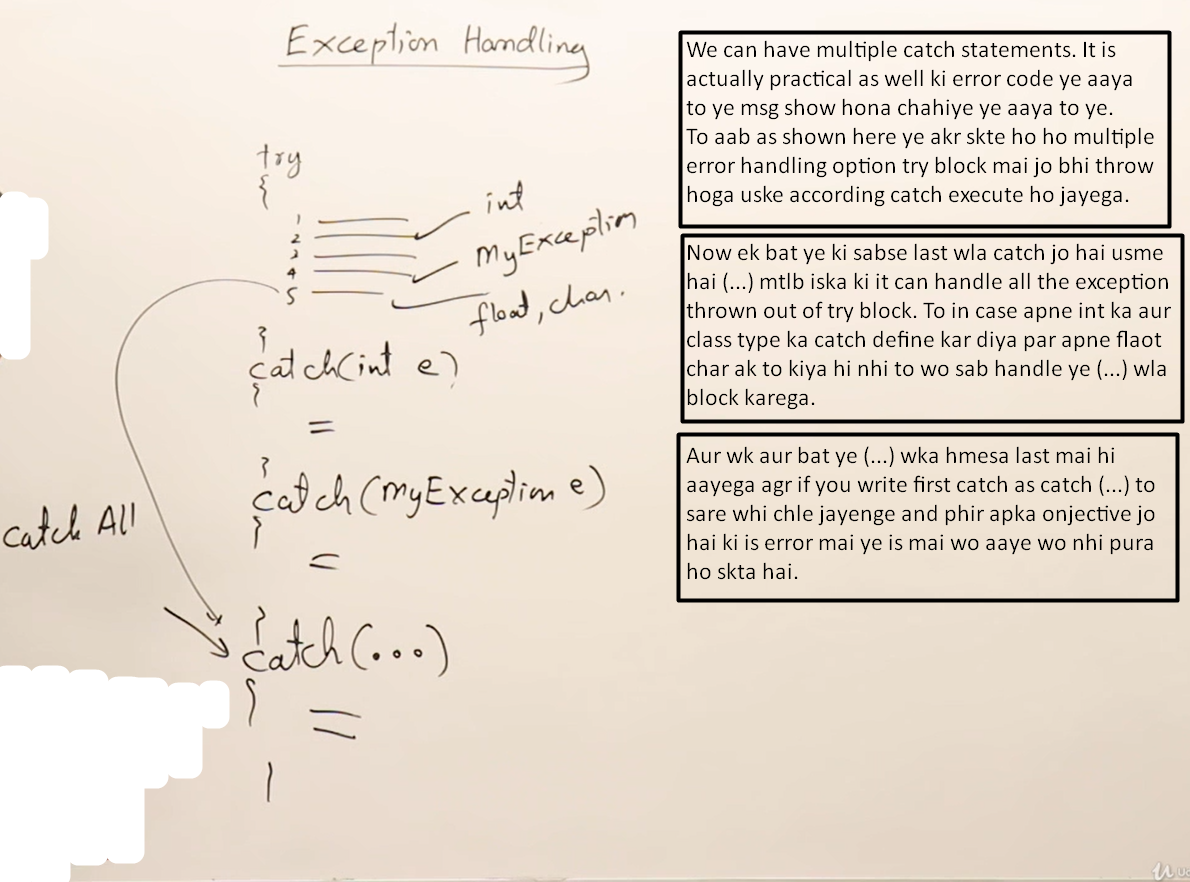 Exception Handling
try
{
1
2
3
4
5
int
MyException
float, char.
}
catch(int e)
{
=
}
catch(MyException e)
{
=
catch All
}
catch(...)
{
=
}
We can have multiple catch statements. It is
actually practical as well ki error code ye aaya
to ye msg show hona chahiye ye aaya to ye.
To aab as shown here ye akr skte ho ho multiple
error handling option try block mai jo bhi throw
hoga uske according catch execute ho jayega.
Now ek bat ye ki sabse last wla catch jo hai usme
hai (...) mtlb iska ki it can handle all the exception
thrown out of try block. To in case apne int ka aur
class type ka catch define kar diya par apne flaot
char ak to kiya hi nhi to wo sab handle ye (...) wla
block karega.
Aur wk aur bat ye (...) wka hmesa last mai hi
aayega agr if you write first catch as catch (...) to
sare whi chle jayenge and phir apka onjective jo
hai ki is error mai ye is mai wo aaye wo nhi pura
ho skta hai.